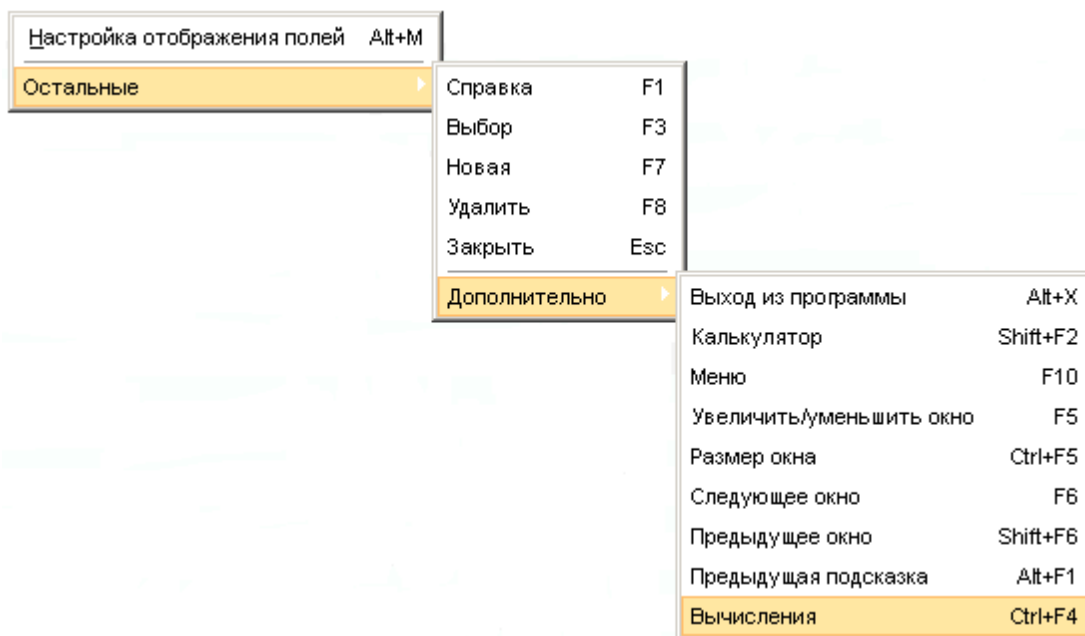 Настройка отображения полей Alt+M
Остальные
Справка F1
Выбор F3
Новая F7
Удалить F8
Закрыть Esc
Дополнительно
Выход из программы Alt+X
Калькулятор Shift+F2
Меню F10
Увеличить/уменьшить окно F5
Размер окна Ctrl+F5
Следующее окно F6
Предыдущее окно Shift+F6
Предыдущая подсказка Alt+F1
Вычисления Ctrl+F4